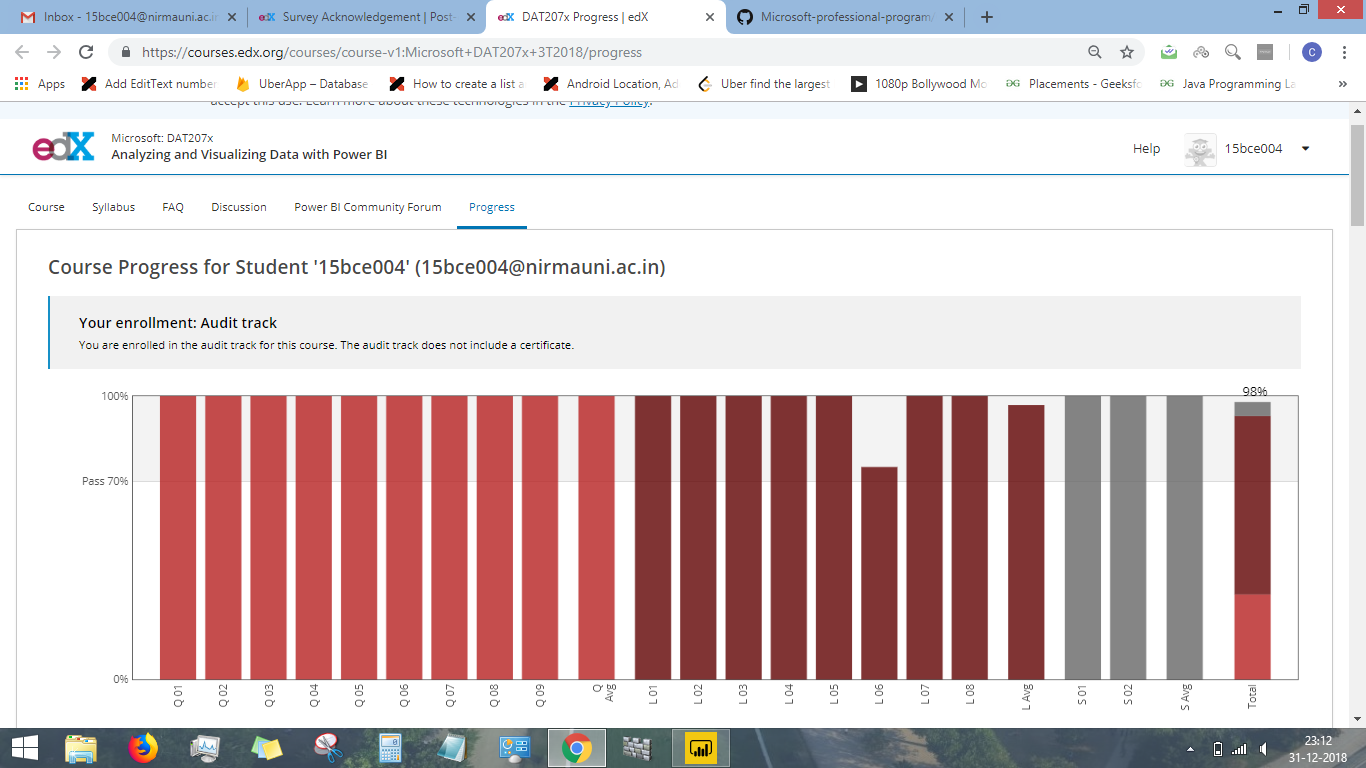 Inbox - 15bce004@nirmauni.ac.i
Survey Acknowledgement | Post-
DAT207x Progress | edX
Microsoft-professional-program/
https://courses.edx.org/courses/course-v1:Microsoft+DAT207x+3T2018/progress
C
Apps
Add EditText number
UberApp – Database
How to create a list a
Android Location, Ad
Uber find the largest
1080p Bollywood Mo
Placements - Geeksfo
Java Programming La
»
accept this use. Learn more about these technologies in the Privacy Policy.
edX
Microsoft: DAT207x
Analyzing and Visualizing Data with Power BI
Help
15bce004
Course Syllabus FAQ Discussion Power BI Community Forum Progress
Course Progress for Student '15bce004' (15bce004@nirmauni.ac.in)
Your enrollment: Audit track
You are enrolled in the audit track for this course. The audit track does not include a certificate.
98%
100%
Pass 70%
0%
Q 01
Q 02
Q 03
Q 04
Q 05
Q 06
Q 07
Q 08
Q 09
Q
Avg
L 01
L 02
L 03
L 04
L 05
L 06
L 07
L 08
L Avg
S 01
S 02
S Avg
Total
23:12
31-12-2018